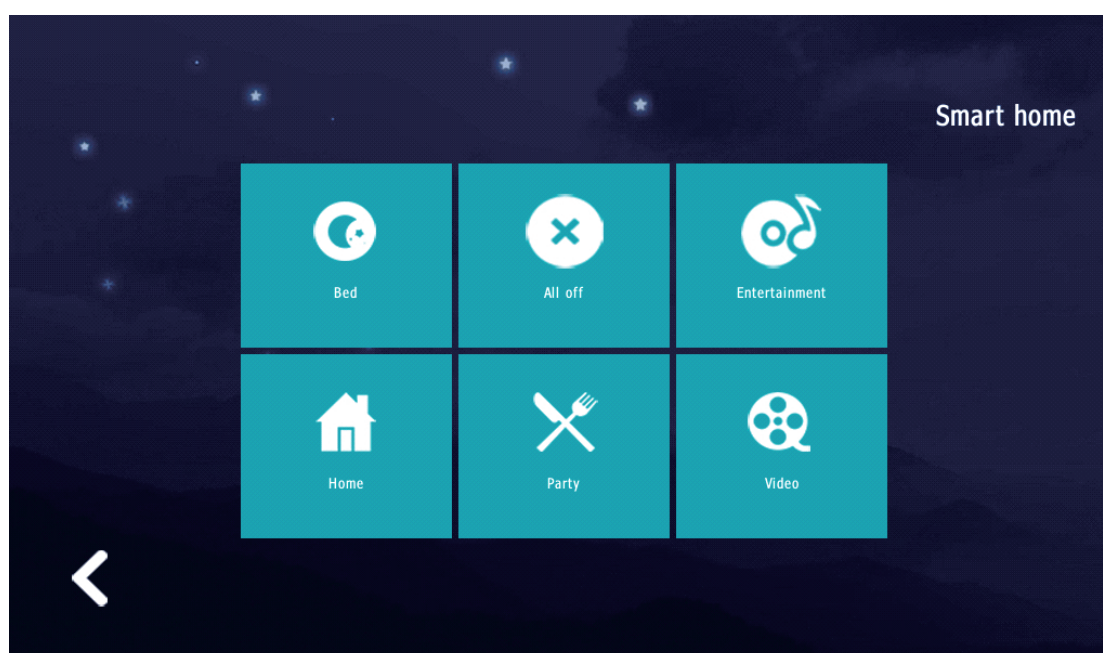 Smart home
Bed
All off
Entertainment
Home
Party
Video